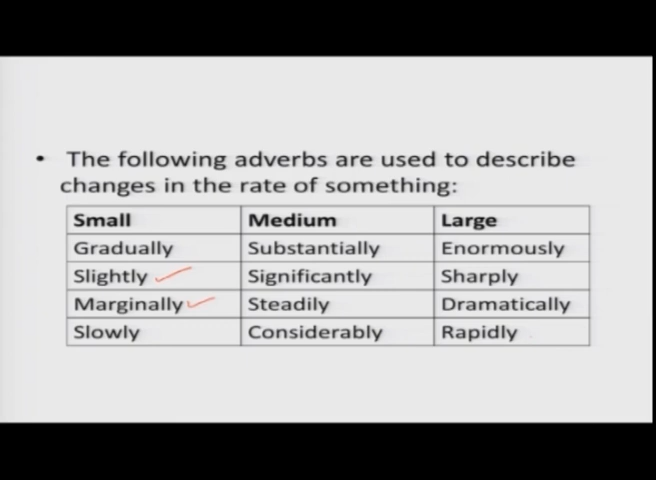 • The following adverbs are used to describe
changes in the rate of something:
Small Medium Large
Gradually Substantially Enormously
Slightly Significantly Sharply
Marginally Steadily Dramatically
Slowly Considerably Rapidly